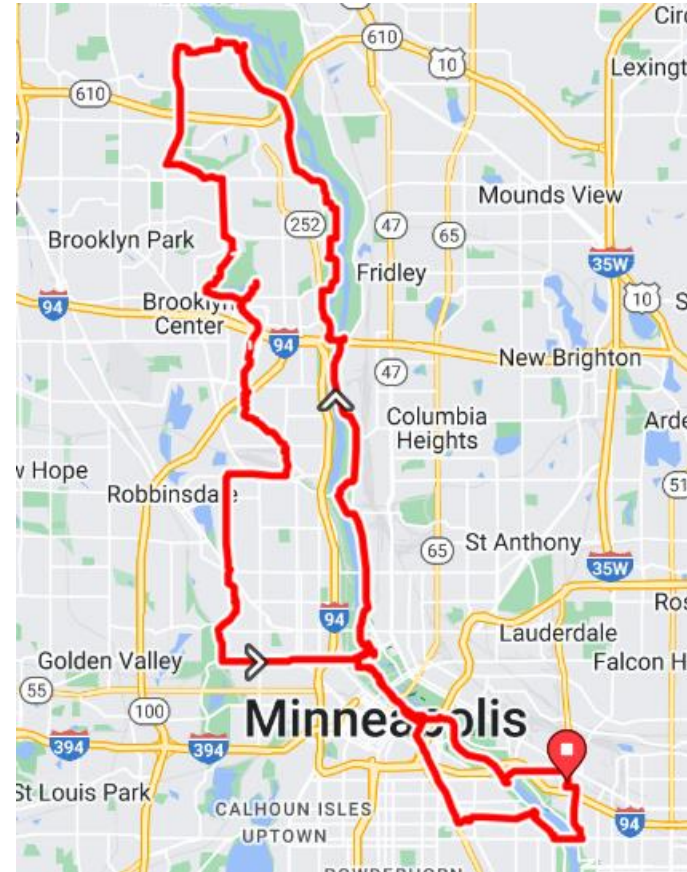 Circ
610
10
Lexingt
610
Mounds View
252
47
65
Brooklyn Park
Fridley
35W
94
Brooklyn
Center
10
S
94
New Brighton
47
Columbia
Heights
Arde
w Hope
Robbinsdale
51
65
St Anthony
35W
94
Ros
Lauderdale
Golden Valley
Falcon H
55
100
Minneapolis
394
394
St Louis Park
CALHOUN ISLES
UPTOWN
94
POWDERHORN